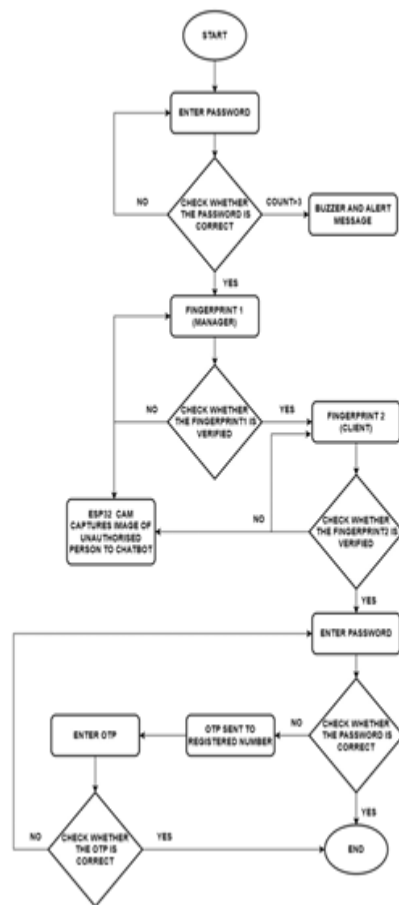 START
ENTER PASSWORD
NO
CHECK WHETHER
THE PASSWORD IS
CORRECT
COUNT>3
BUZZER AND ALERT
MESSAGE
YES
FINGERPRINT 1
(MANAGER)
NO
CHECK WHETHER
THE FINGERPRINT1 IS
VERIFIED
YES
FINGERPRINT 2
(CLIENT)
ESP32 CAM
CAPTURES IMAGE OF
UNAUTHORISED
PERSON TO CHATBOT
NO
CHECK WHETHER
THE FINGERPRINT2 IS
VERIFIED
YES
ENTER PASSWORD
ENTER OTP
OTP SENT TO
REGISTERED NUMBER
NO
CHECK WHETHER
THE PASSWORD IS
CORRECT
YES
NO
CHECK WHETHER
THE OTP IS
CORRECT
YES
END